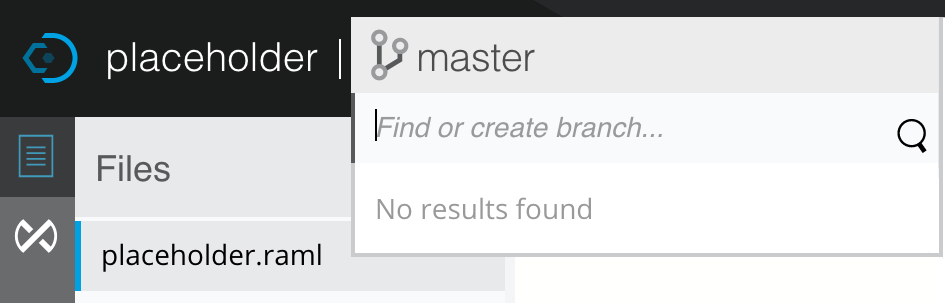 placeholder | master
Find or create branch...
Files
No results found
placeholder.raml